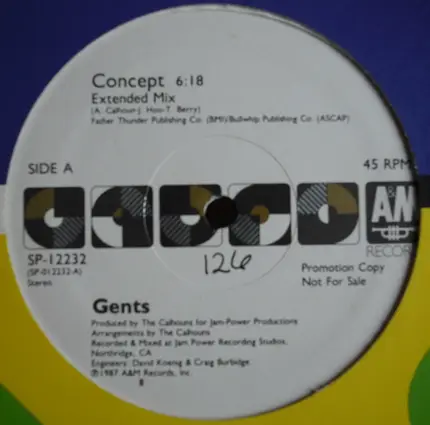 Concept 6:18
Extended Mix
(A. Calhoun-J. Hoo-T. Berry)
Father Thunder Publishing Co. (BMI)/Bullwhip Publishing Co. (ASCAP)
SIDE A
45 RPM
A&M
RECORDS
SP-12232
(SP-012232-A)
Stereo
126
Promotion Copy
Not For Sale
Gents
Produced by The Calhouns for Jam-Power Productions
Arrangements by The Calhouns
Recorded & Mixed at Jam Power Recording Studios,
Northridge, CA
Engineers: David Koenig & Craig Burbidge
℗1987 A&M Records, Inc.
8